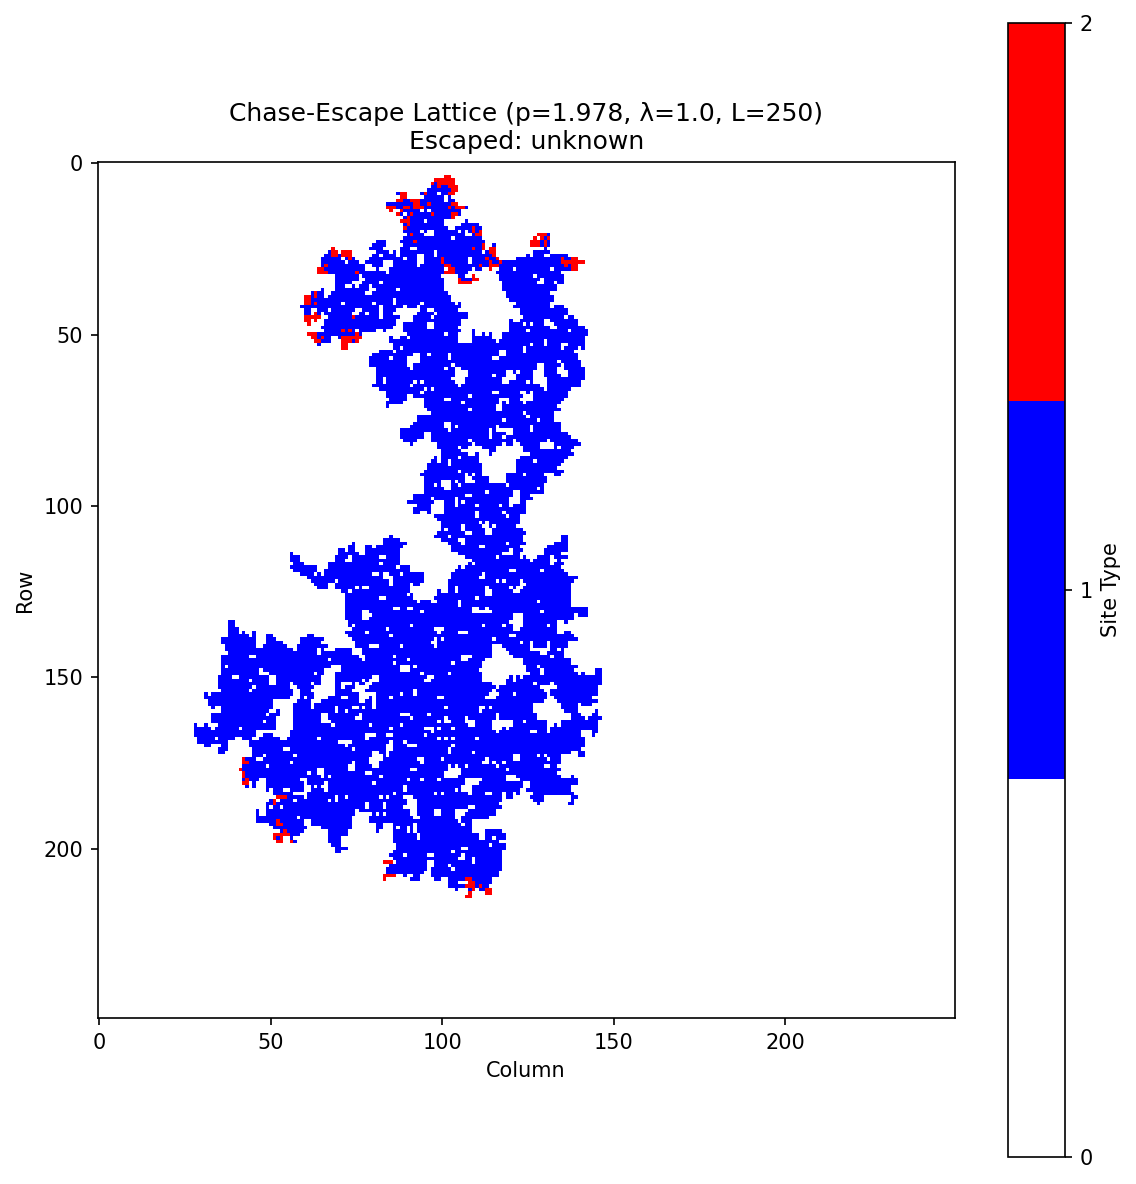 Chase-Escape Lattice (p=1.978, λ=1.0, L=250)
Escaped: unknown
0
50
100
150
200
Row
0
50
100
150
200
Column
2
1
0
Site Type